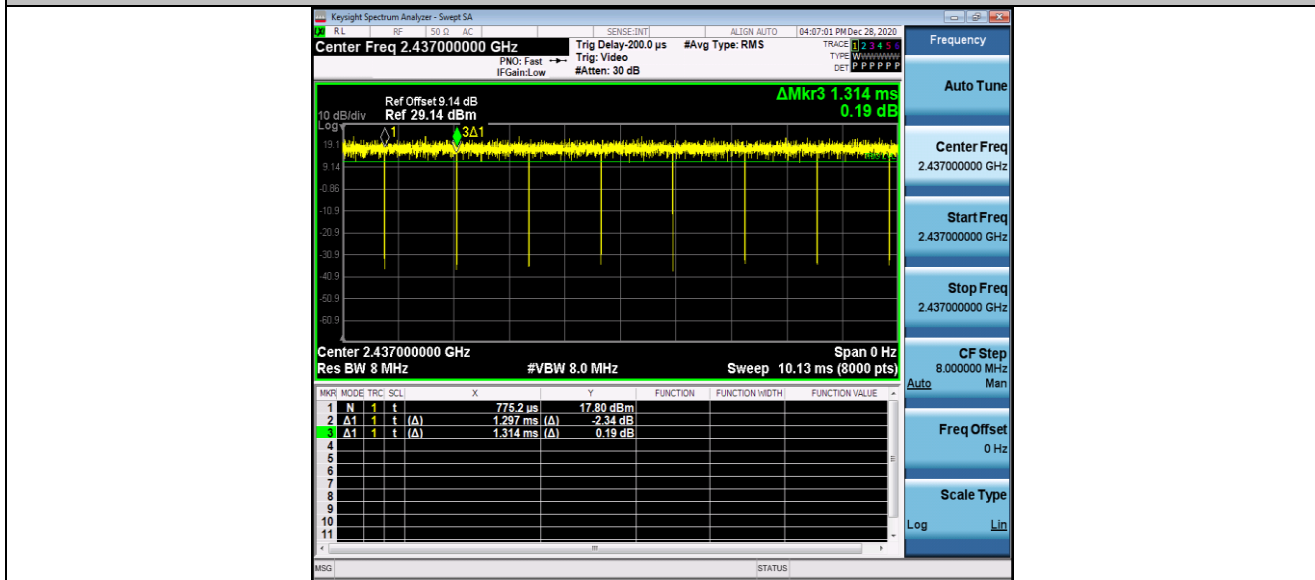 Keysight Spectrum Analyzer - Swept SA
RL RF 50 Ω AC SENSE:INT ALIGN AUTO 04:07:01 PM Dec 28, 2020
Center Freq 2.437000000 GHz Trig Delay-200.0 µs #Avg Type: RMS TRACE 1 2 3 4 5 6
PNO: Fast Trig: Video TYPE
IFGain:Low #Atten: 30 dB DET P P P P P P
ΔMkr3 1.314 ms
0.19 dB
Ref Offset 9.14 dB
10 dB/div Ref 29.14 dBm
Log
1 3Δ1
19.1
9.14
-0.86
-10.9
-20.9
-30.9
-40.9
-50.9
-60.9
Center 2.437000000 GHz Span 0 Hz
Res BW 8 MHz #VBW 8.0 MHz Sweep 10.13 ms (8000 pts)
MKR MODE TRC SCL X Y FUNCTION FUNCTION WIDTH FUNCTION VALUE
1 N 1 t 775.2 µs 17.80 dBm
2 Δ1 1 t (Δ) 1.297 ms (Δ) -2.34 dB
3 Δ1 1 t (Δ) 1.314 ms (Δ) 0.19 dB
4
5
6
7
8
9
10
11
MSG STATUS
Frequency
Auto Tune
Center Freq
2.437000000 GHz
Start Freq
2.437000000 GHz
Stop Freq
2.437000000 GHz
CF Step
8.000000 MHz
Auto Man
Freq Offset
0 Hz
Scale Type
Log Lin